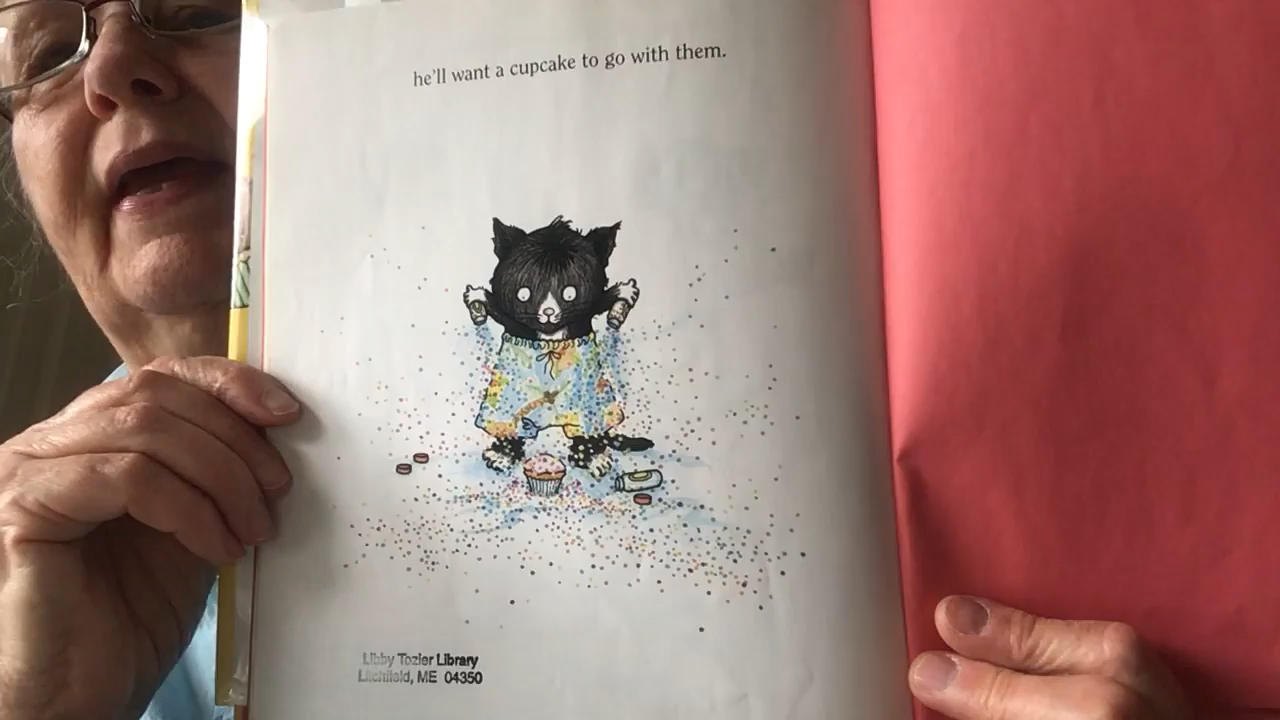 he'll want a cupcake to go with them.
Libby Tozier Library
Litchfield, ME 04350